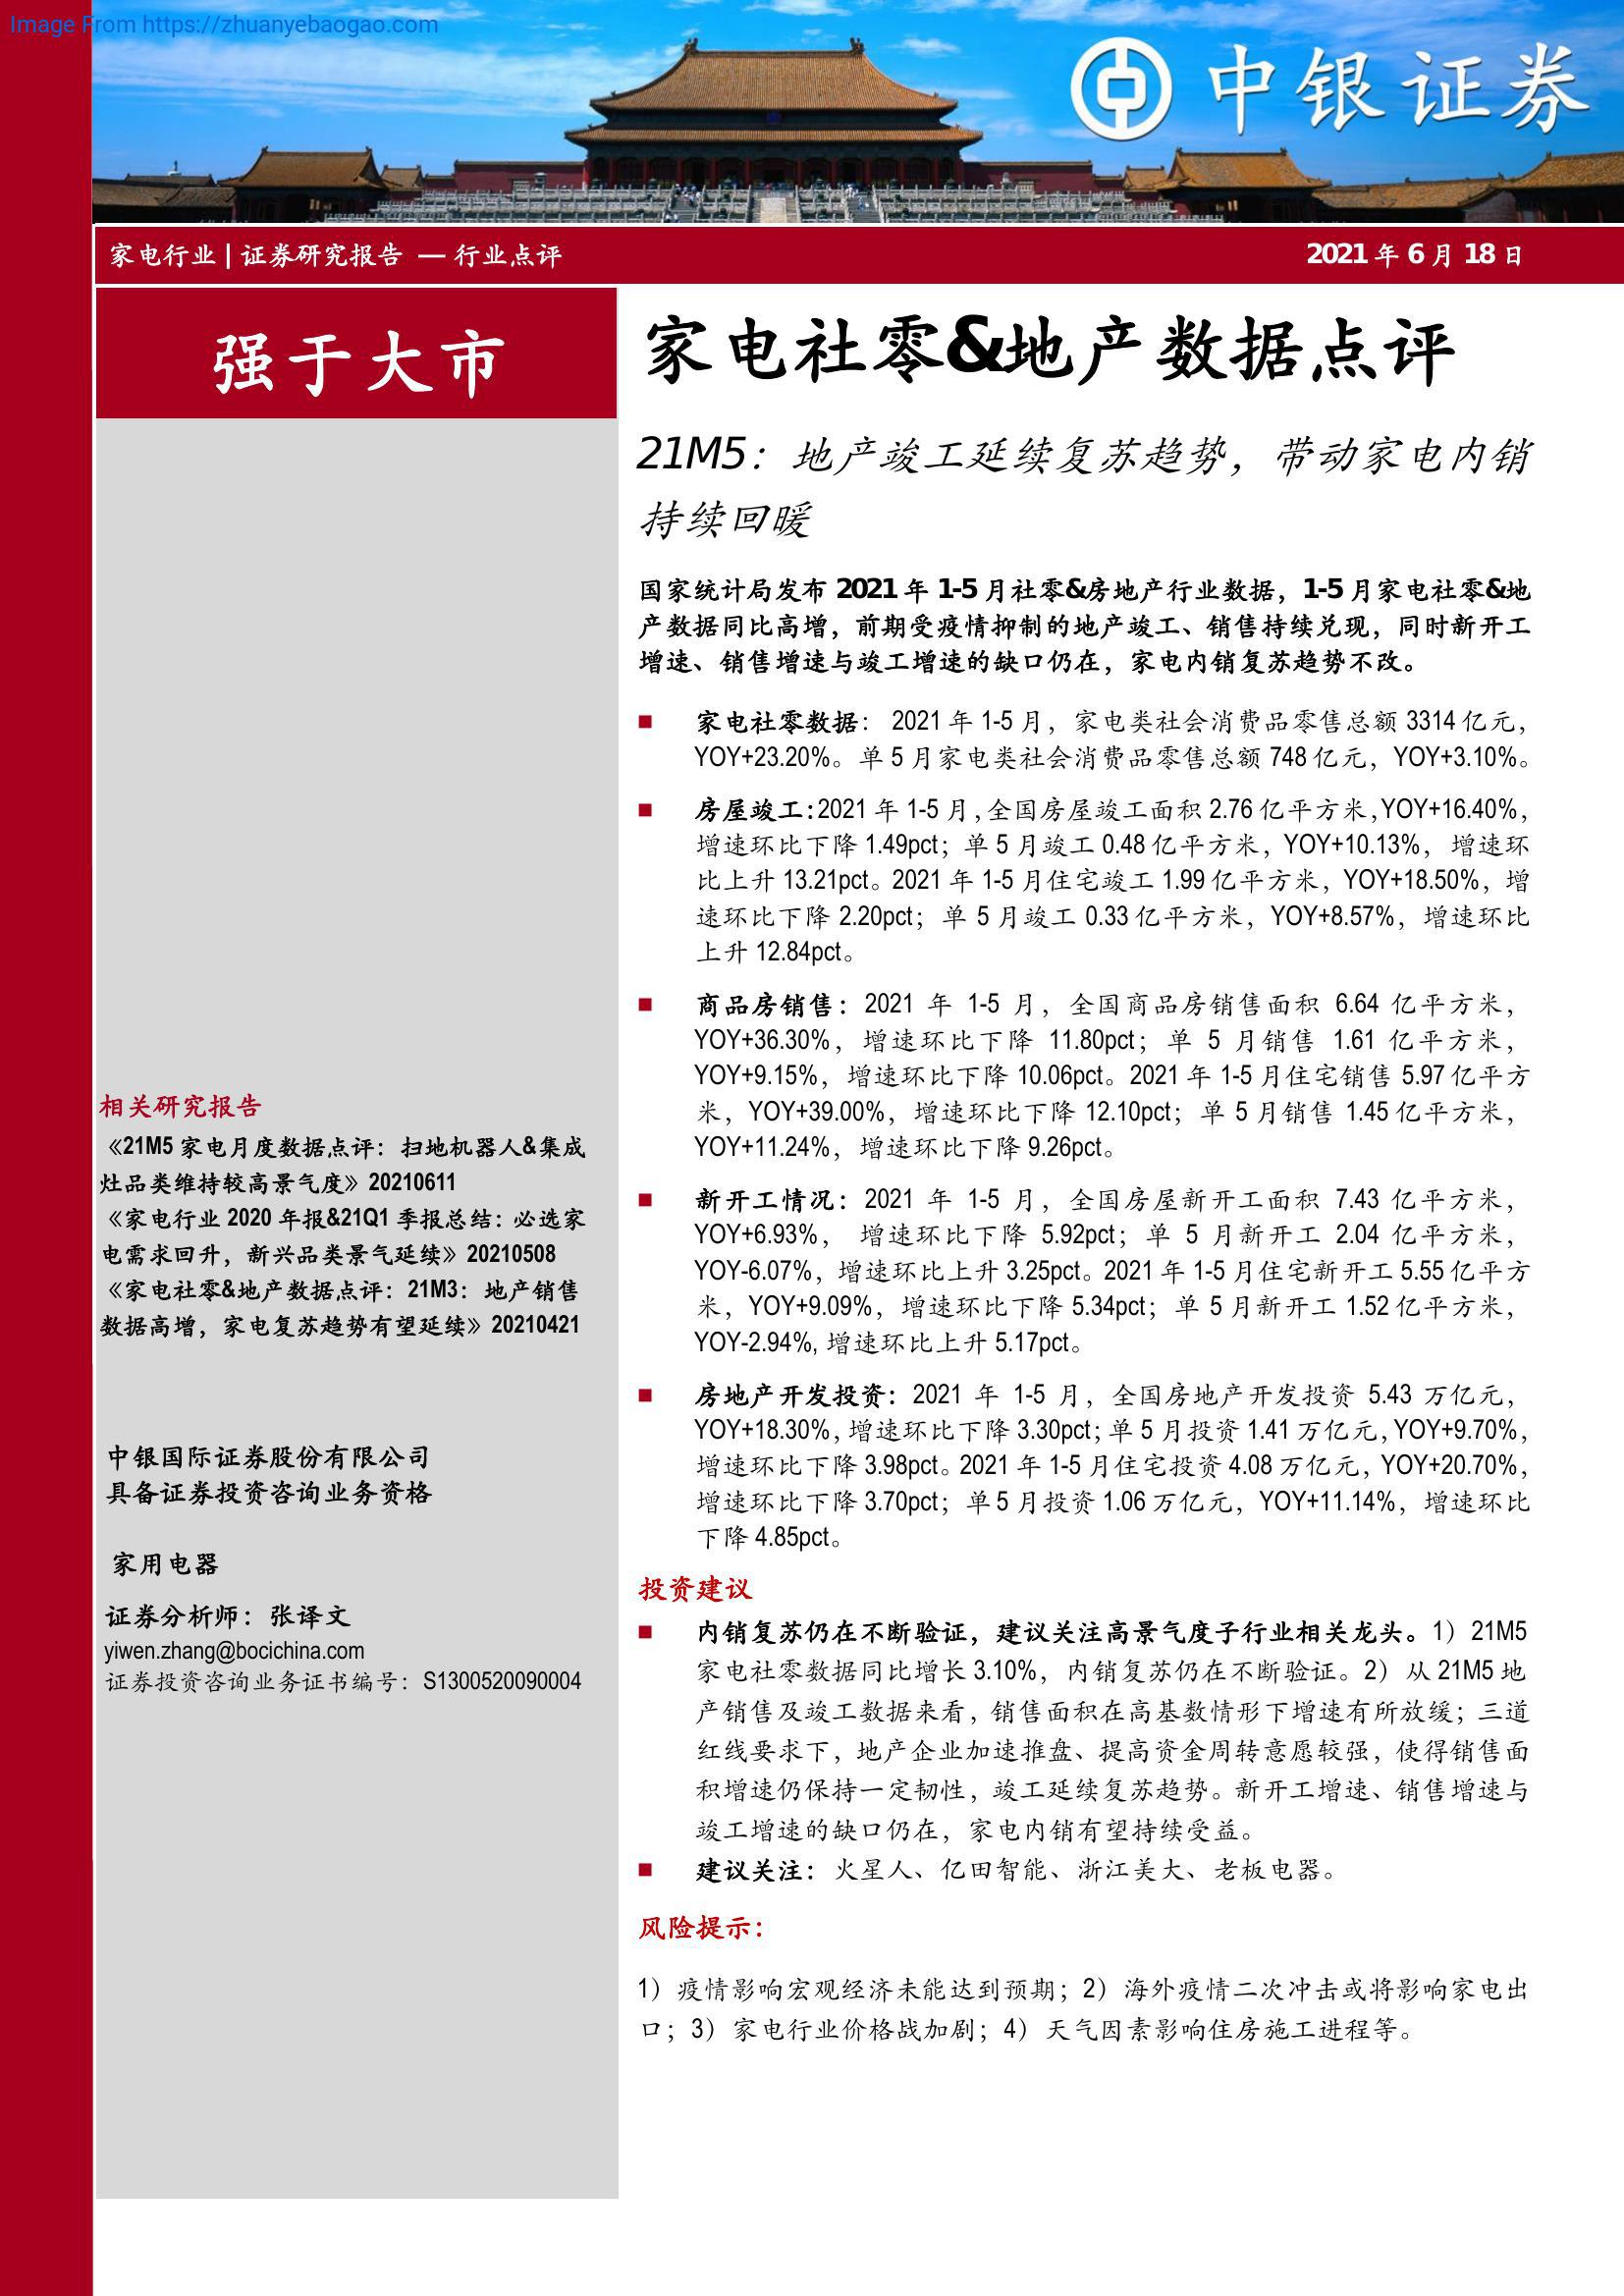 Image From https://zhuanyebaogao.com
中银证券
家电行业 | 证券研究报告 — 行业点评
2021 年 6 月 18 日
强于大市
家电社零&地产数据点评
21M5：地产竣工延续复苏趋势，带动家电内销
持续回暖
国家统计局发布 2021 年 1-5 月社零&房地产行业数据，1-5 月家电社零&地
产数据同比高增，前期受疫情抑制的地产竣工、销售持续兑现，同时新开工
增速、销售增速与竣工增速的缺口仍在，家电内销复苏趋势不改。
■ 家电社零数据： 2021 年 1-5 月，家电类社会消费品零售总额 3314 亿元，
YOY+23.20%。单 5 月家电类社会消费品零售总额 748 亿元，YOY+3.10%。
■ 房屋竣工：2021 年 1-5 月，全国房屋竣工面积 2.76 亿平方米，YOY+16.40%，
增速环比下降 1.49pct；单 5 月竣工 0.48 亿平方米，YOY+10.13%，增速环
比上升 13.21pct。2021 年 1-5 月住宅竣工 1.99 亿平方米，YOY+18.50%，增
速环比下降 2.20pct；单 5 月竣工 0.33 亿平方米，YOY+8.57%，增速环比
上升 12.84pct。
■ 商品房销售：2021 年 1-5 月，全国商品房销售面积 6.64 亿平方米，
YOY+36.30%，增速环比下降 11.80pct；单 5 月销售 1.61 亿平方米，
YOY+9.15%，增速环比下降 10.06pct。2021 年 1-5 月住宅销售 5.97 亿平方
米，YOY+39.00%，增速环比下降 12.10pct；单 5 月销售 1.45 亿平方米，
YOY+11.24%，增速环比下降 9.26pct。
■ 新开工情况：2021 年 1-5 月，全国房屋新开工面积 7.43 亿平方米，
YOY+6.93%， 增速环比下降 5.92pct；单 5 月新开工 2.04 亿平方米，
YOY-6.07%，增速环比上升 3.25pct。2021 年 1-5 月住宅新开工 5.55 亿平方
米，YOY+9.09%，增速环比下降 5.34pct；单 5 月新开工 1.52 亿平方米，
YOY-2.94%, 增速环比上升 5.17pct。
■ 房地产开发投资：2021 年 1-5 月，全国房地产开发投资 5.43 万亿元，
YOY+18.30%，增速环比下降 3.30pct；单 5 月投资 1.41 万亿元，YOY+9.70%，
增速环比下降 3.98pct。2021 年 1-5 月住宅投资 4.08 万亿元，YOY+20.70%，
增速环比下降 3.70pct；单 5 月投资 1.06 万亿元，YOY+11.14%，增速环比
下降 4.85pct。
投资建议
■ 内销复苏仍在不断验证，建议关注高景气度子行业相关龙头。1）21M5
家电社零数据同比增长 3.10%，内销复苏仍在不断验证。2）从 21M5 地
产销售及竣工数据来看，销售面积在高基数情形下增速有所放缓；三道
红线要求下，地产企业加速推盘、提高资金周转意愿较强，使得销售面
积增速仍保持一定韧性，竣工延续复苏趋势。新开工增速、销售增速与
竣工增速的缺口仍在，家电内销有望持续受益。
■ 建议关注：火星人、亿田智能、浙江美大、老板电器。
风险提示：
1）疫情影响宏观经济未能达到预期；2）海外疫情二次冲击或将影响家电出
口；3）家电行业价格战加剧；4）天气因素影响住房施工进程等。
相关研究报告
《21M5 家电月度数据点评：扫地机器人&集成
灶品类维持较高景气度》20210611
《家电行业 2020 年报&21Q1 季报总结：必选家
电需求回升，新兴品类景气延续》20210508
《家电社零&地产数据点评：21M3：地产销售
数据高增，家电复苏趋势有望延续》20210421
中银国际证券股份有限公司
具备证券投资咨询业务资格
家用电器
证券分析师：张译文
yiwen.zhang@bocichina.com
证券投资咨询业务证书编号：S1300520090004